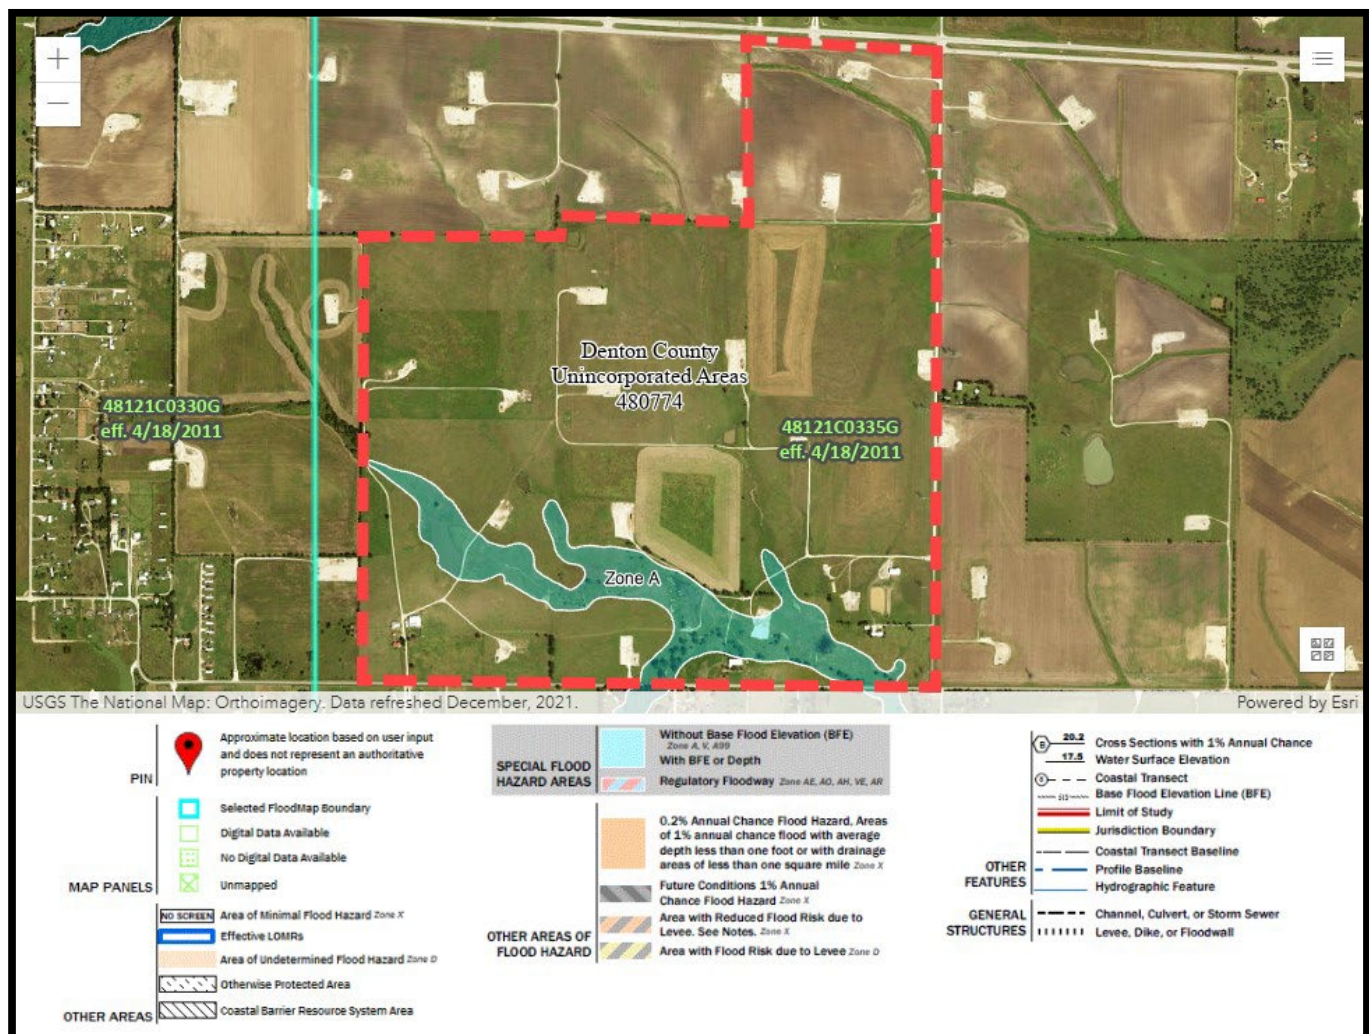 +
−
Denton County
Unincorporated Areas
480774
48121C0330G
eff. 4/18/2011
48121C0335G
eff. 4/18/2011
Zone A
USGS The National Map: Orthoimagery. Data refreshed December, 2021.
Powered by Esri
PIN
Approximate location based on user input
and does not represent an authoritative
property location
MAP PANELS
Selected FloodMap Boundary
Digital Data Available
No Digital Data Available
Unmapped
OTHER AREAS
NO SCREEN Area of Minimal Flood Hazard Zone X
Effective LOMRs
Area of Undetermined Flood Hazard Zone D
Otherwise Protected Area
Coastal Barrier Resource System Area
SPECIAL FLOOD
HAZARD AREAS
Without Base Flood Elevation (BFE)
Zone A, V, A99
With BFE or Depth
Regulatory Floodway Zone AE, AO, AH, VE, AR
OTHER AREAS OF
FLOOD HAZARD
0.2% Annual Chance Flood Hazard, Areas
of 1% annual chance flood with average
depth less than one foot or with drainage
areas of less than one square mile Zone X
Future Conditions 1% Annual
Chance Flood Hazard Zone X
Area with Reduced Flood Risk due to
Levee. See Notes. Zone X
Area with Flood Risk due to Levee Zone D
OTHER
FEATURES
B 20.2 Cross Sections with 1% Annual Chance
17.5 Water Surface Elevation
8 Coastal Transect
513 Base Flood Elevation Line (BFE)
Limit of Study
Jurisdiction Boundary
Coastal Transect Baseline
Profile Baseline
Hydrographic Feature
GENERAL
STRUCTURES
Channel, Culvert, or Storm Sewer
Levee, Dike, or Floodwall